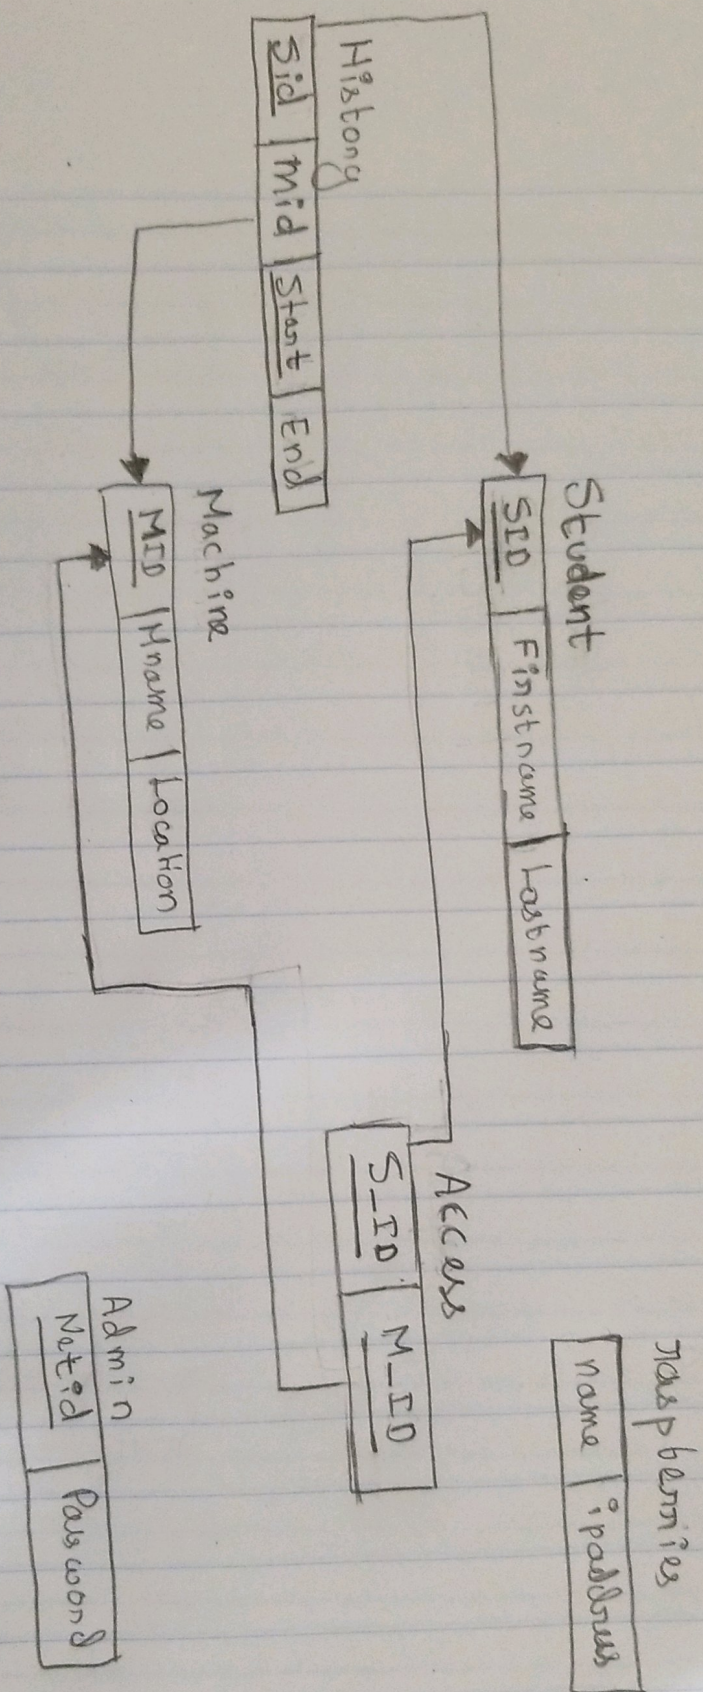 Student
SID | Firstname | Lastname
raspberries
name | ipaddress
History
Sid | mid | Start | End
Access
S_ID | M_ID
Machine
MID | Mname | Location
Admin
Netid | Password